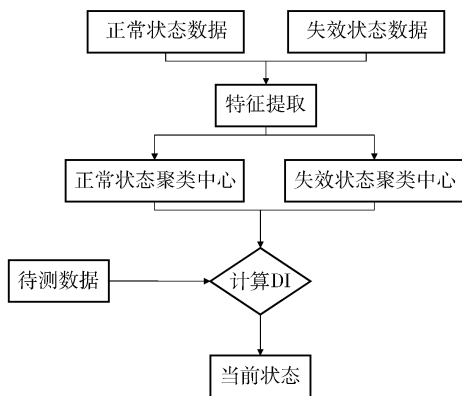 正常状态数据
失效状态数据
特征提取
正常状态聚类中心
失效状态聚类中心
待测数据
计算DI
当前状态